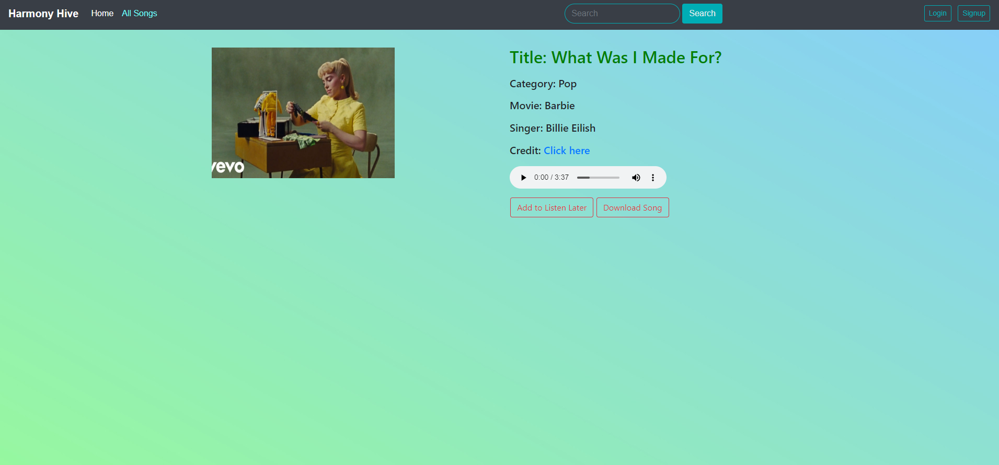 Harmony Hive Home All Songs Search Search Login Signup
Title: What Was I Made For?
Category: Pop
Movie: Barbie
Singer: Billie Eilish
Credit: Click here
0:00 / 3:37
Add to Listen Later Download Song
vevo